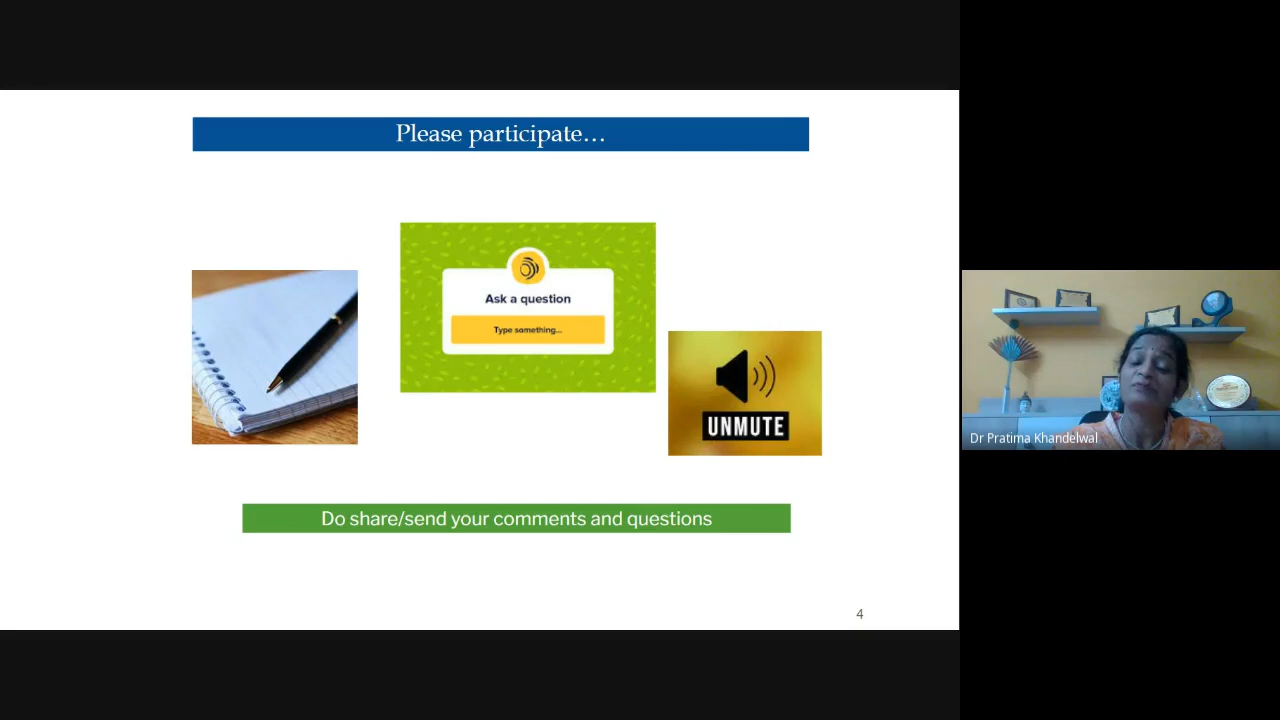 Please participate…
Ask a question
Type something...
UNMUTE
Do share/send your comments and questions
4
Dr Pratima Khandelwal